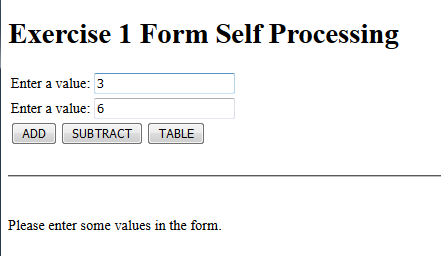 Exercise 1 Form Self Processing
Enter a value: 3
Enter a value: 6
ADD SUBTRACT TABLE
Please enter some values in the form.